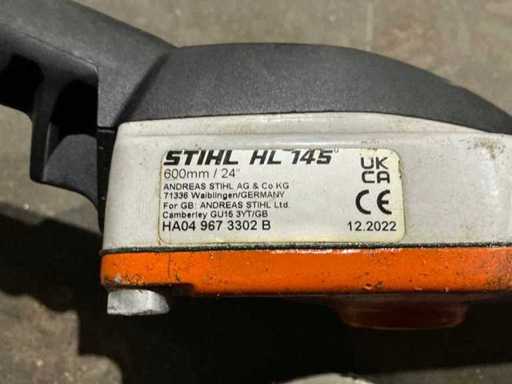 STIHL HL 145°
600mm / 24"
ANDREAS STIHL AG & Co KG
71336 Waiblingen/GERMANY
For GB: ANDREAS STIHL Ltd.
Camberley GU15 3YT/GB
HA04 967 3302 B
UK
CA
CE
12.2022